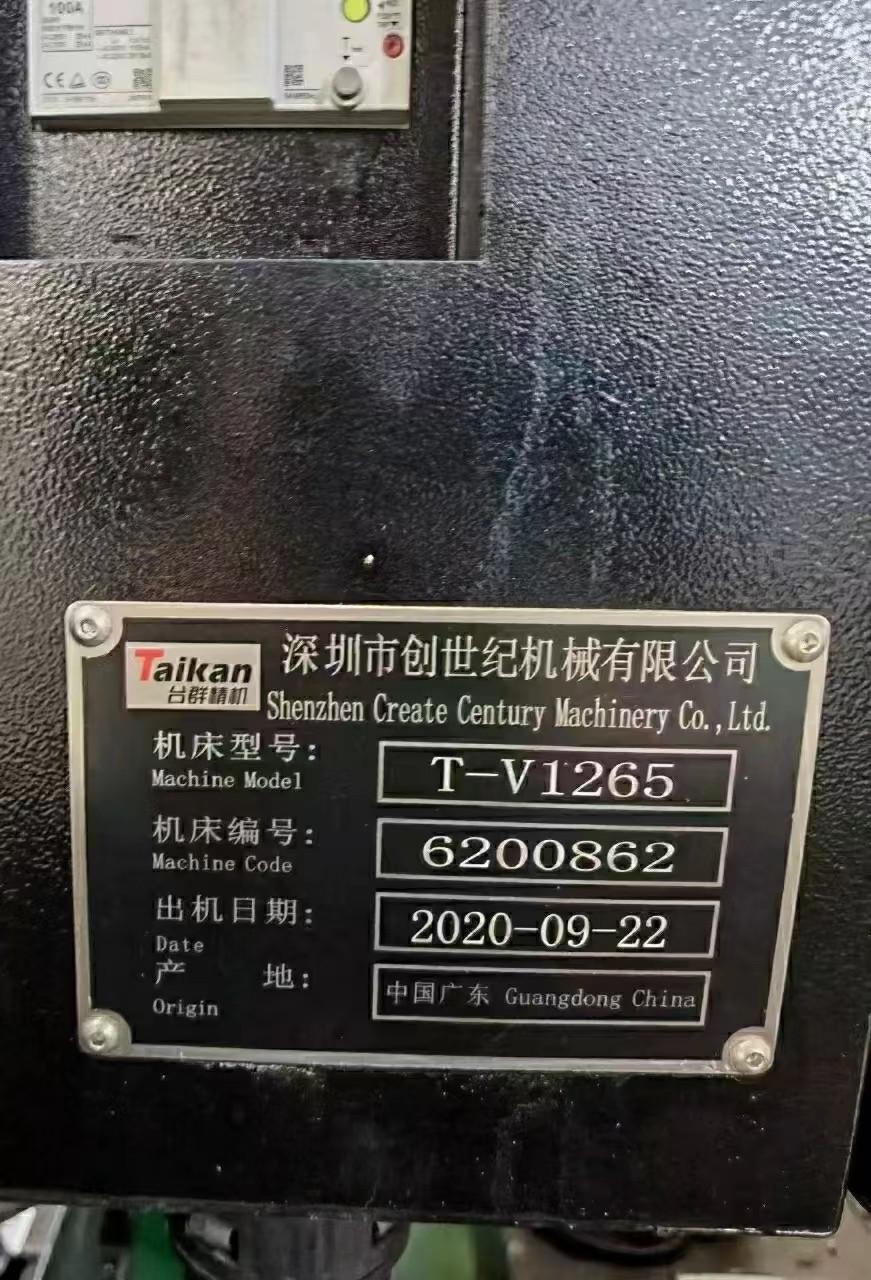 100A
Taikan
台群精机
深圳市创世纪机械有限公司
Shenzhen Create Century Machinery Co.,Ltd.
机床型号:
Machine Model
T-V1265
机床编号:
Machine Code
6200862
出机日期:
Date
2020-09-22
产 地:
Origin
中国广东 Guangdong China